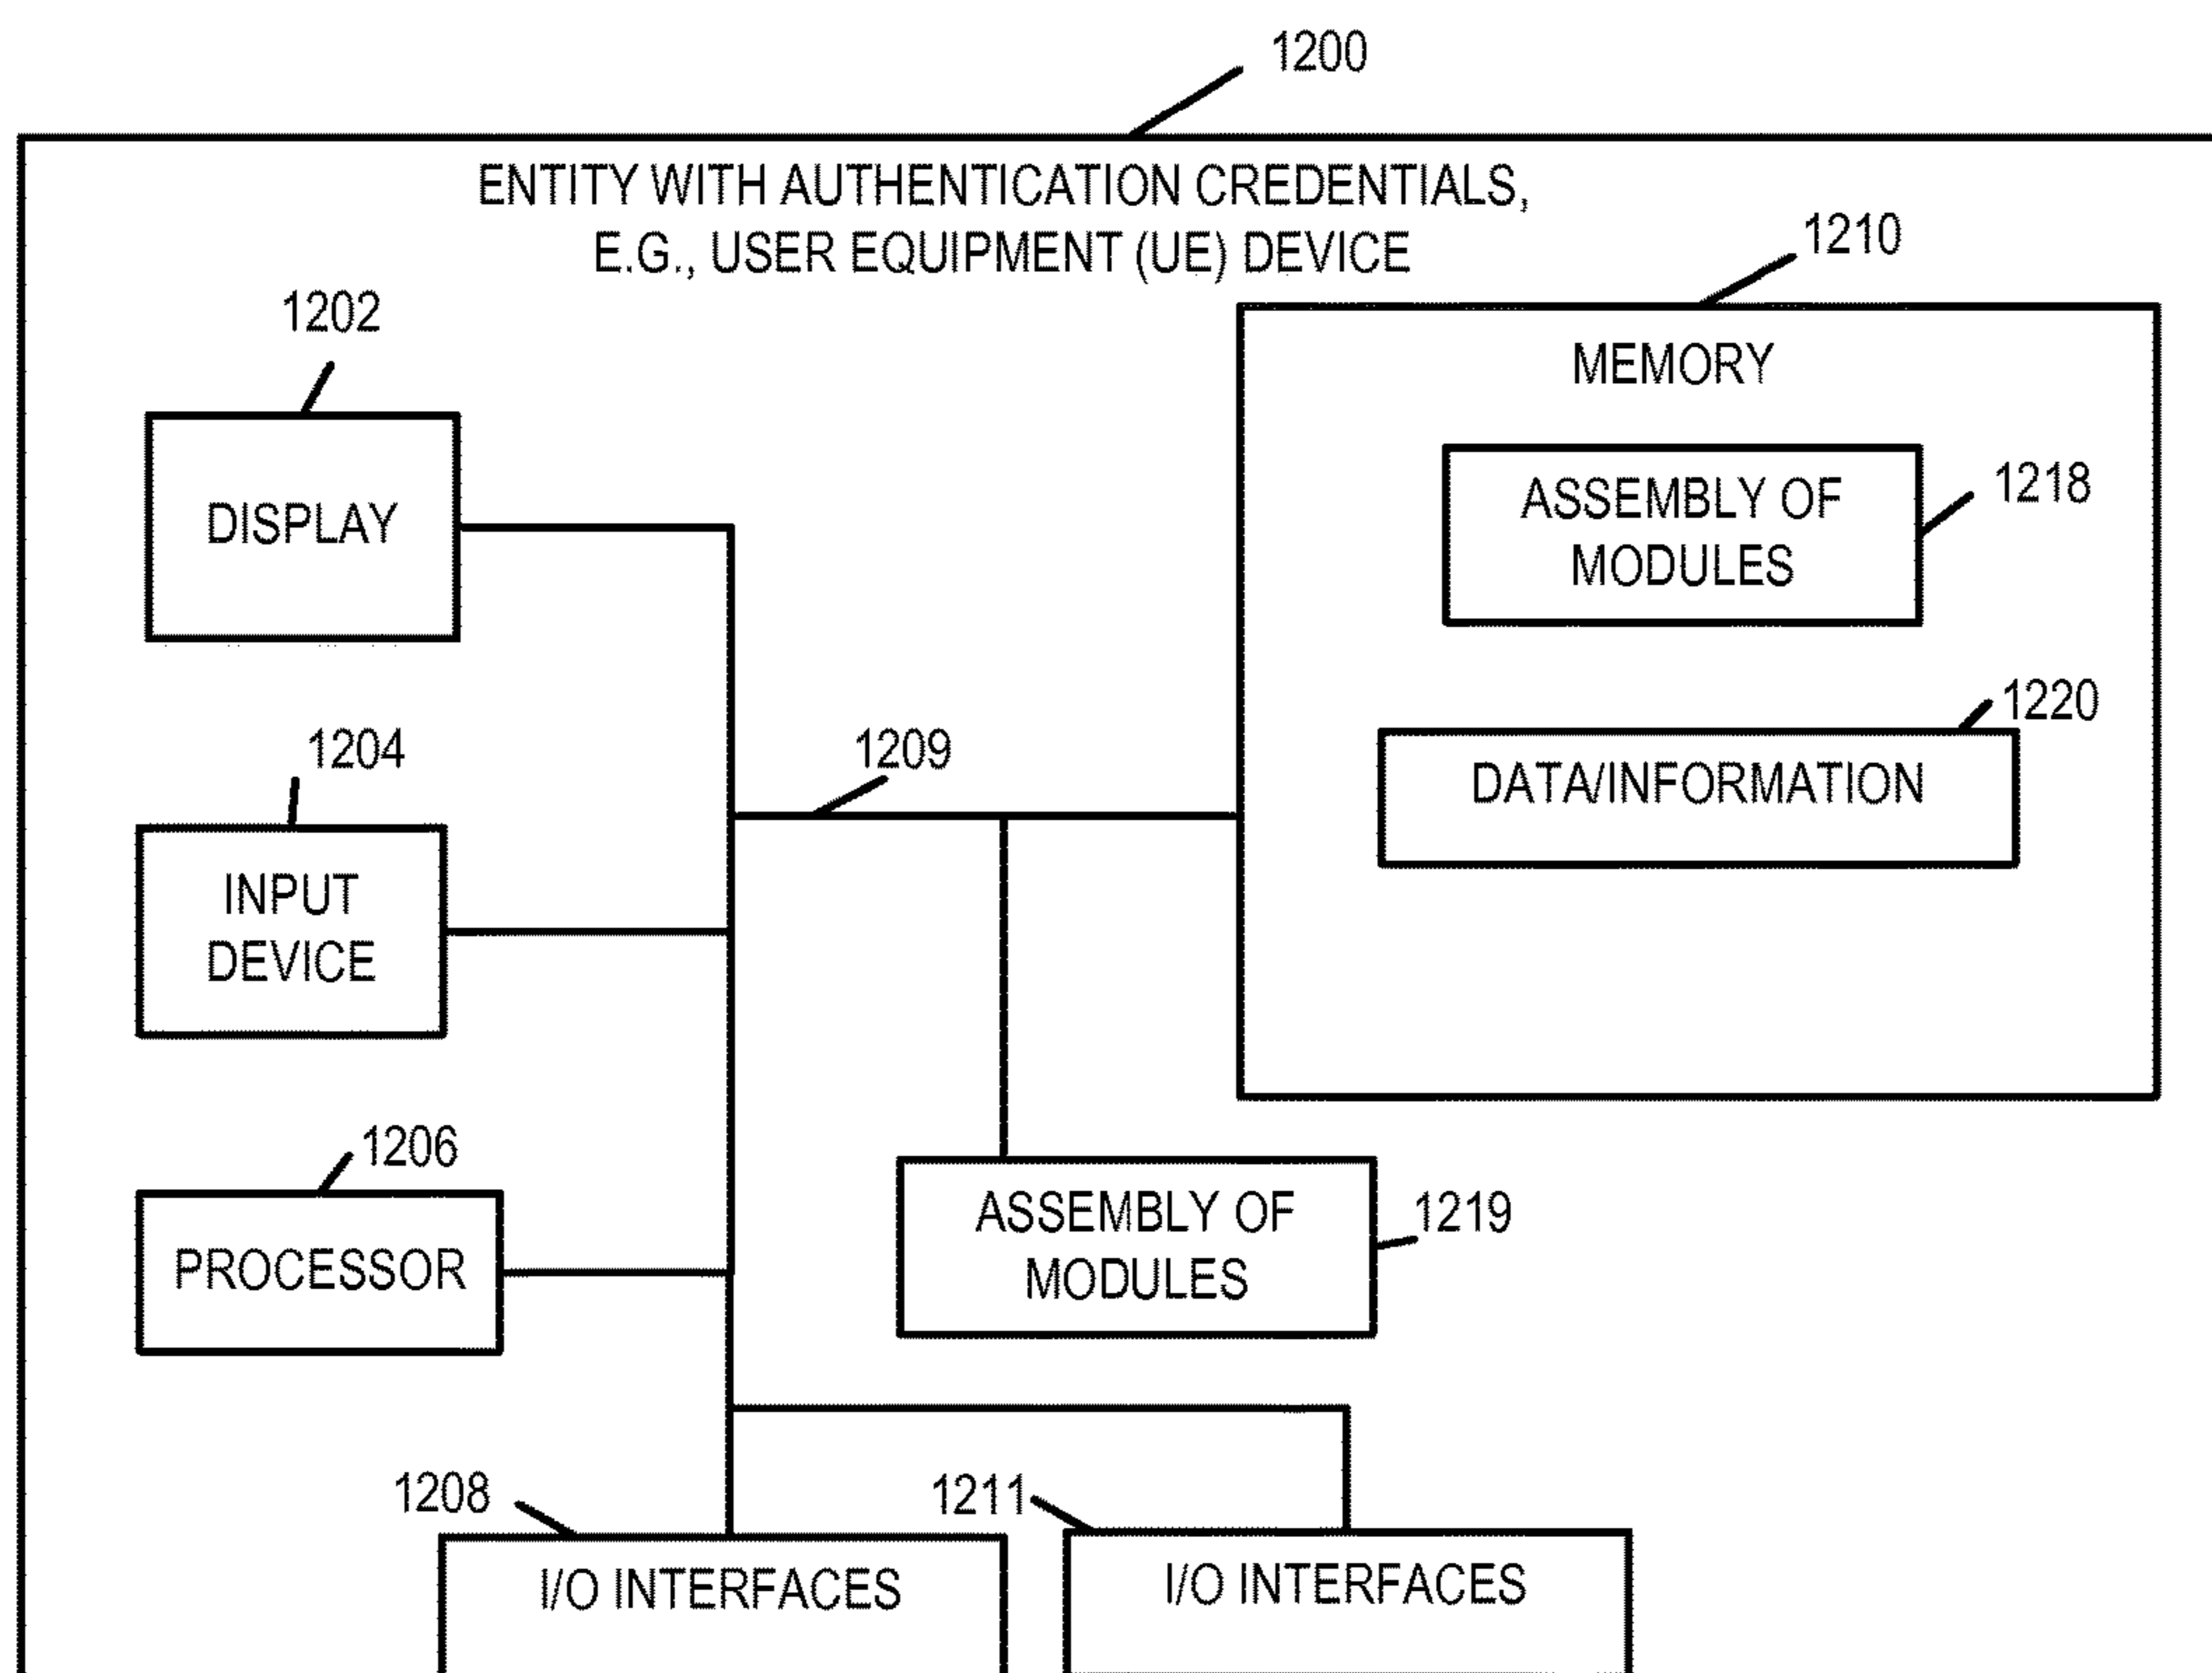 1200
ENTITY WITH AUTHENTICATION CREDENTIALS,
E.G., USER EQUIPMENT (UE) DEVICE
1210
1202
MEMORY
DISPLAY
ASSEMBLY OF
MODULES
1218
1220
DATA/INFORMATION
1204
1209
INPUT
DEVICE
1206
PROCESSOR
ASSEMBLY OF
MODULES
1219
1208
1211
I/O INTERFACES
I/O INTERFACES